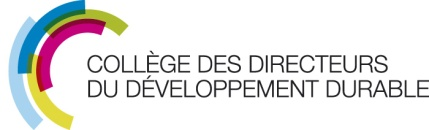 COLLÈGE DES DIRECTEURS
DU DÉVELOPPEMENT DURABLE